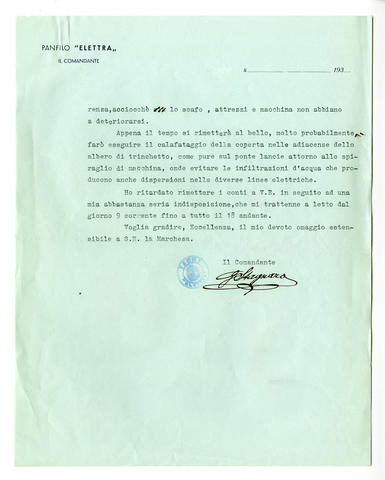 PANFILO "ELETTRA"
IL COMANDANTE
193
renza,acciocchè lo scafo , attrezzi e macchina non abbiano
a deteriorarsi.
Appena il tempo si rimetterà al bello, molto probabilmente
farò eseguire il calafataggio della coperta nelle adiacense dello
albero di trinchetto, come pure sul ponte lancie attorno allo spi-
raglio di macchina, onde evitare le infiltrazioni d'acqua che pro-
ducono anche dispersioni nelle diverse linee elettriche.
Ho ritardato rimettere i conti a V.E. in seguito ad una
mia abbastanza seria indisposizione,che mi trattenne a letto dal
giorno 9 corrente fino a tutto il 18 andante.
Voglia gradire, Eccellenza, il mio devoto omaggio esten-
sibile a S.E. la Marchesa.
Il Comandante